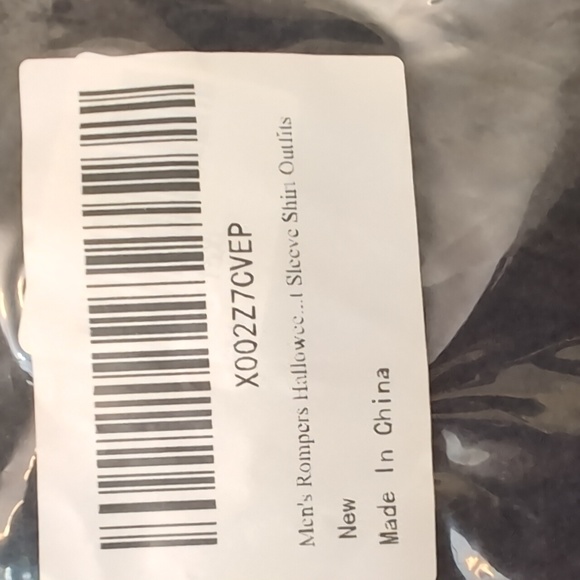 X002Z7CVEP
Men's Rompers Hallowee...t Sleeve Shirt Outfits
New
Made In China